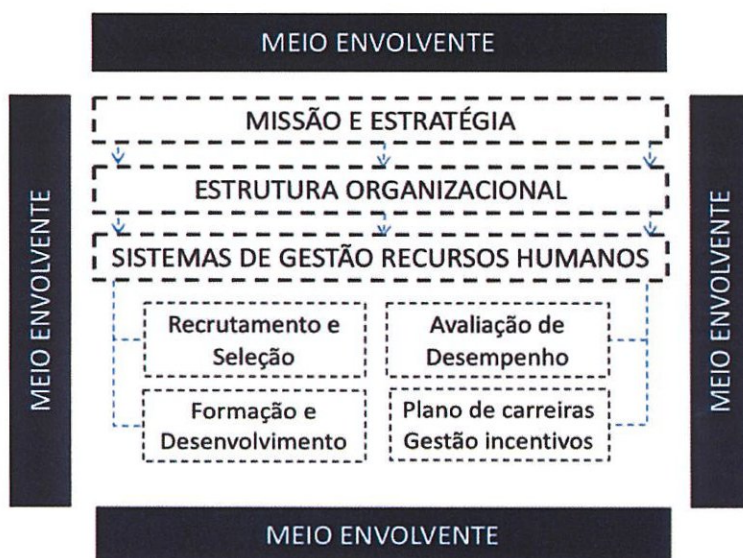 MEIO ENVOLVENTE
MISSÃO E ESTRATÉGIA
ESTRUTURA ORGANIZACIONAL
SISTEMAS DE GESTÃO RECURSOS HUMANOS
Recrutamento e
Seleção
Avaliação de
Desempenho
Formação e
Desenvolvimento
Plano de carreiras
Gestão incentivos
MEIO ENVOLVENTE
MEIO ENVOLVENTE
MEIO ENVOLVENTE